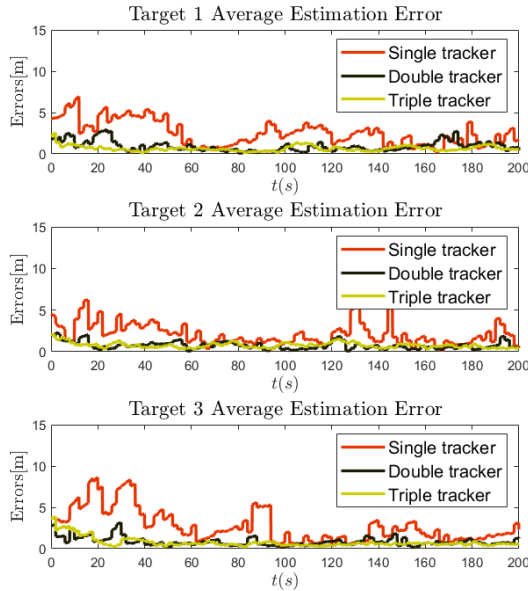 Target 1 Average Estimation Error
15
10
5
0
Errors[m]
Single tracker
Double tracker
Triple tracker
0 20 40 60 80 100 120 140 160 180 200
t(s)
Target 2 Average Estimation Error
15
10
5
0
Errors[m]
Single tracker
Double tracker
Triple tracker
0 20 40 60 80 100 120 140 160 180 200
t(s)
Target 3 Average Estimation Error
15
10
5
0
Errors[m]
Single tracker
Double tracker
Triple tracker
0 20 40 60 80 100 120 140 160 180 200
t(s)